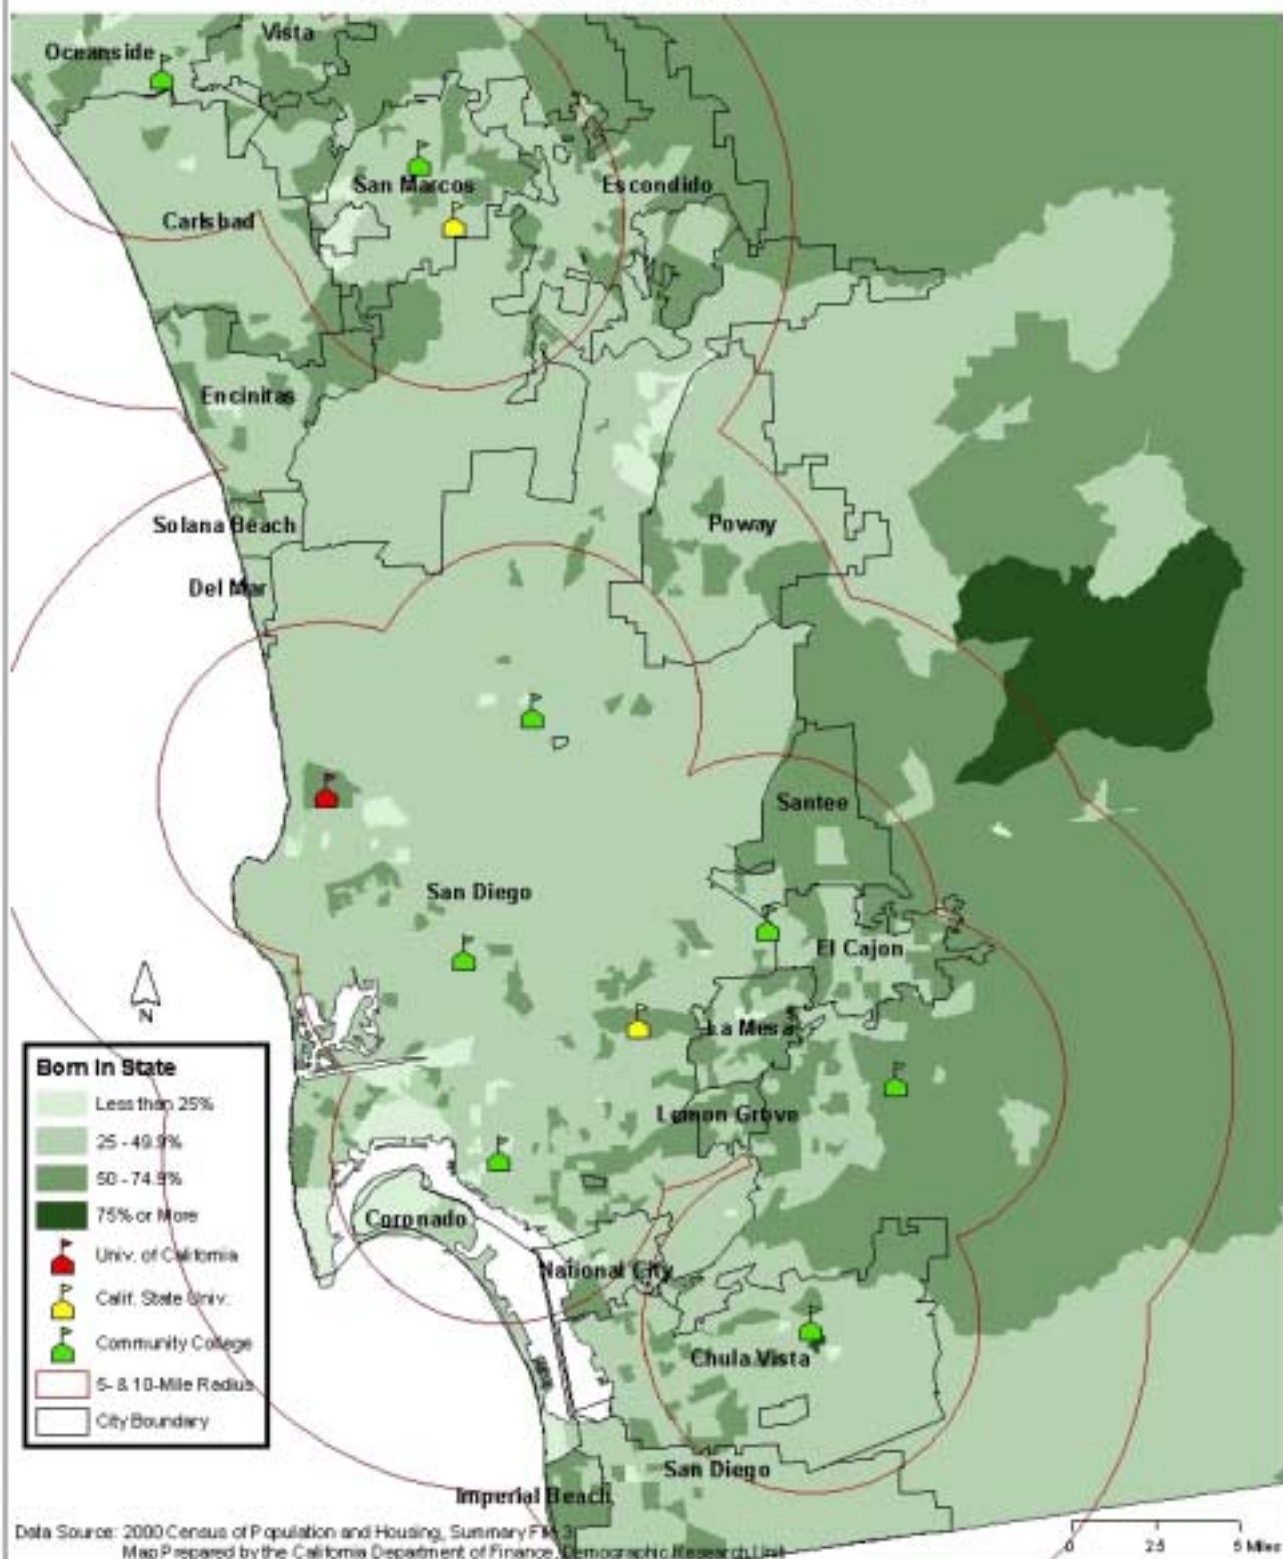 Vista
Oceanside
San Marcos
Escondido
Carlsbad
Encinitas
Solana Beach
Poway
Del Mar
Santee
San Diego
El Cajon
N
La Mesa
Lemon Grove
Coronado
National City
Chula Vista
San Diego
Imperial Beach
Born In State
Less than 25%
25 - 49.9%
50 - 74.9%
75% or More
Univ. of California
Calif. State Univ.
Community College
5- & 10-Mile Radius
City Boundary
0 2.5 5 Miles
Data Source: 2000 Census of Population and Housing, Summary File 3
Map Prepared by the California Department of Finance, Demographic Research Unit